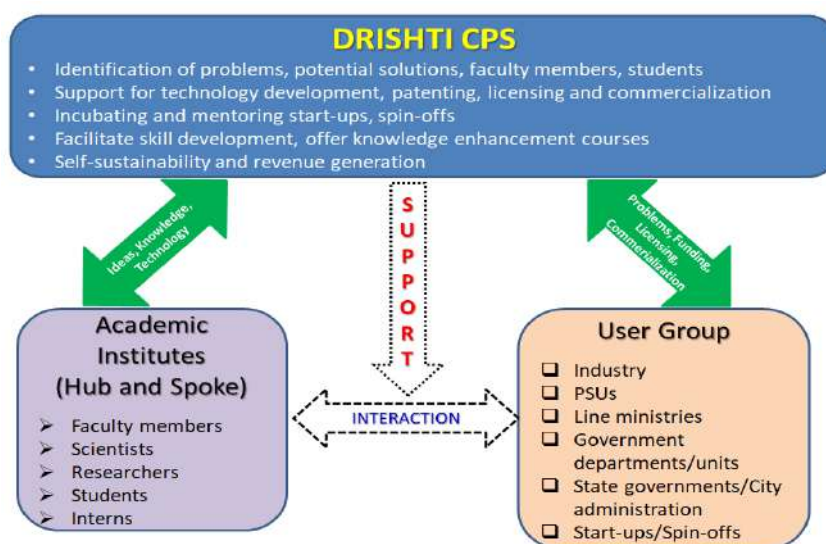 DRISHTI CPS
• Identification of problems, potential solutions, faculty members, students
• Support for technology development, patenting, licensing and commercialization
• Incubating and mentoring start-ups, spin-offs
• Facilitate skill development, offer knowledge enhancement courses
• Self-sustainability and revenue generation
Ideas, Knowledge,
Technology
SUPPORT
Problems, Funding,
Licensing,
Commerialization
Academic
Institutes
(Hub and Spoke)
➢ Faculty members
➢ Scientists
➢ Researchers
➢ Students
➢ Interns
INTERACTION
User Group
❑ Industry
❑ PSUs
❑ Line ministries
❑ Government
departments/units
❑ State governments/City
administration
❑ Start-ups/Spin-offs